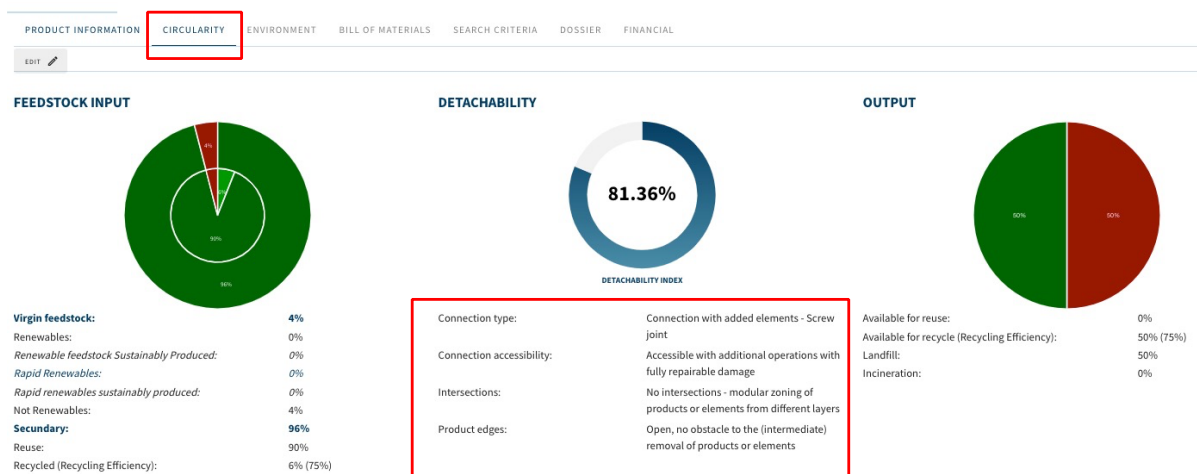 PRODUCT INFORMATION CIRCULARITY ENVIRONMENT BILL OF MATERIALS SEARCH CRITERIA DOSSIER FINANCIAL
EDIT
FEEDSTOCK INPUT
4%
6%
90%
96%
Virgin feedstock: 4%
Renewables: 0%
Renewable feedstock Sustainably Produced: 0%
Rapid Renewables: 0%
Rapid renewables sustainably produced: 0%
Not Renewables: 4%
Secundary: 96%
Reuse: 90%
Recycled (Recycling Efficiency): 6% (75%)
DETACHABILITY
81.36%
DETACHABILITY INDEX
Connection type: Connection with added elements - Screw
joint
Connection accessibility: Accessible with additional operations with
fully repairable damage
Intersections: No intersections - modular zoning of
products or elements from different layers
Product edges: Open, no obstacle to the (intermediate)
removal of products or elements
OUTPUT
50% 50%
Available for reuse: 0%
Available for recycle (Recycling Efficiency): 50% (75%)
Landfill: 50%
Incineration: 0%